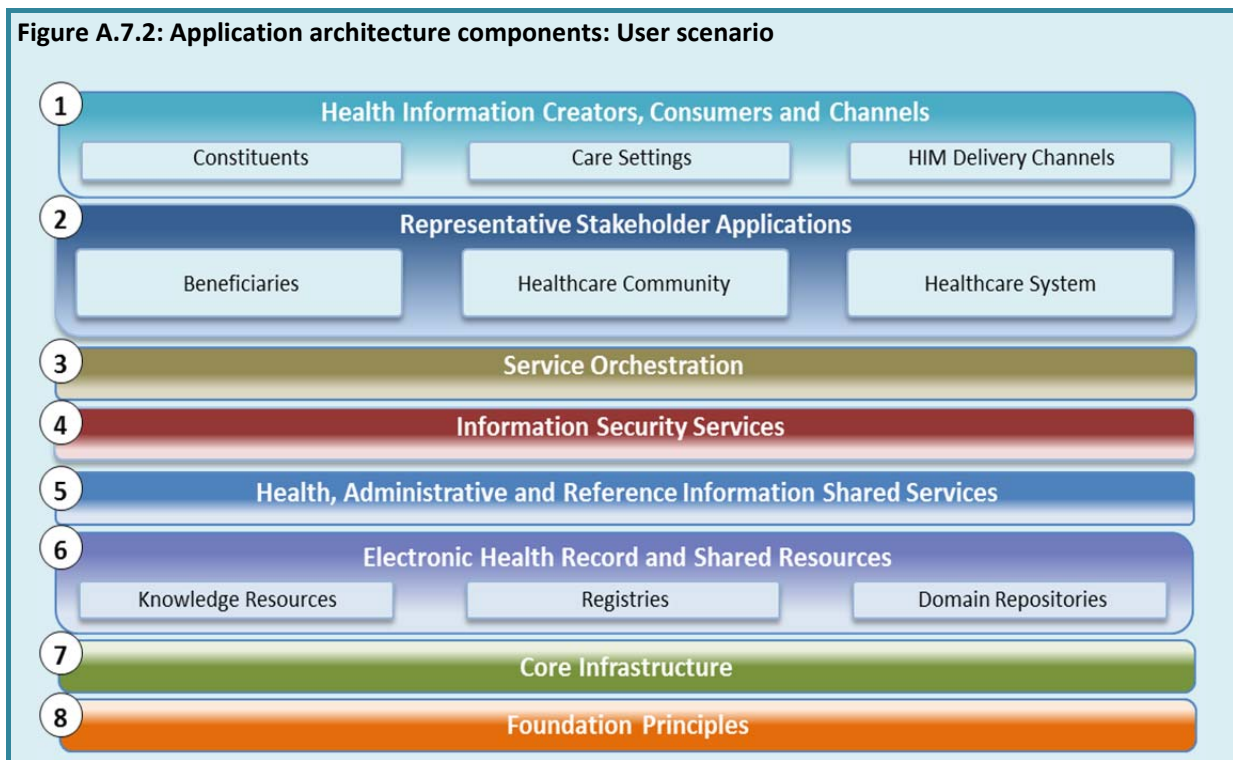 Figure A.7.2: Application architecture components: User scenario
1
Health Information Creators, Consumers and Channels
Constituents
Care Settings
HIM Delivery Channels
2
Representative Stakeholder Applications
Beneficiaries
Healthcare Community
Healthcare System
3
Service Orchestration
4
Information Security Services
5
Health, Administrative and Reference Information Shared Services
6
Electronic Health Record and Shared Resources
Knowledge Resources
Registries
Domain Repositories
7
Core Infrastructure
8
Foundation Principles